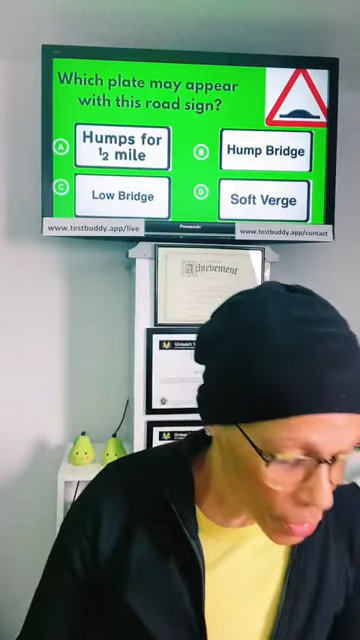 Which plate may appear
with this road sign?
A
Humps for
½ mile
B
Hump Bridge
C
Low Bridge
D
Soft Verge
www.testbuddy.app/live
Panasonic
www.testbuddy.app/contact
Achievement